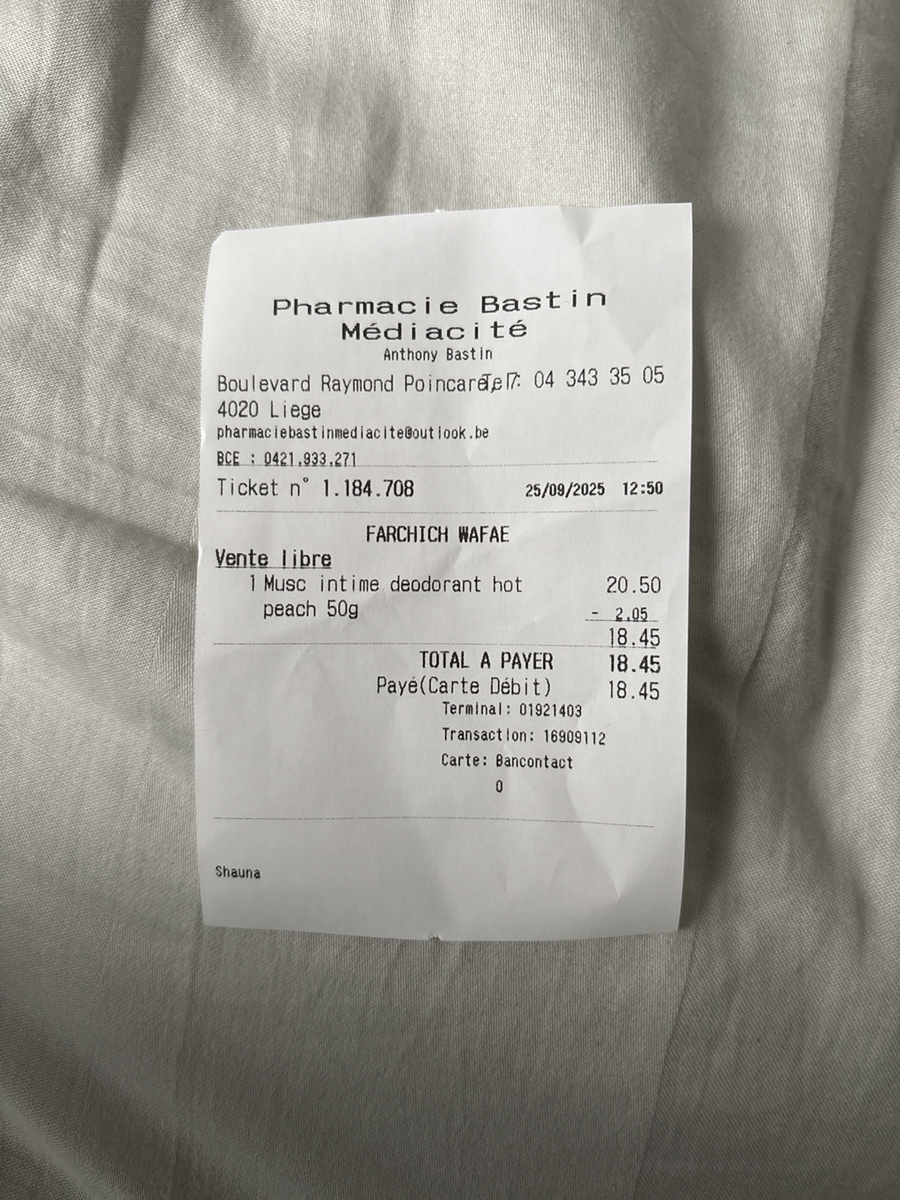 Pharmacie Bastin
Médiacité
Anthony Bastin
Boulevard Raymond Poincaré, 7 Tel : 04 343 35 05
4020 Liege
pharmaciebastinmediacite@outlook.be
BCE : 0421.933.271
Ticket n° 1.184.708 25/09/2025 12:50
FARCHICH WAFAE
Vente libre
1 Musc intime deodorant hot 20.50
peach 50g - 2.05
18.45
TOTAL A PAYER 18.45
Payé(Carte Débit) 18.45
Terminal: 01921403
Transaction: 16909112
Carte: Bancontact
0
Shauna